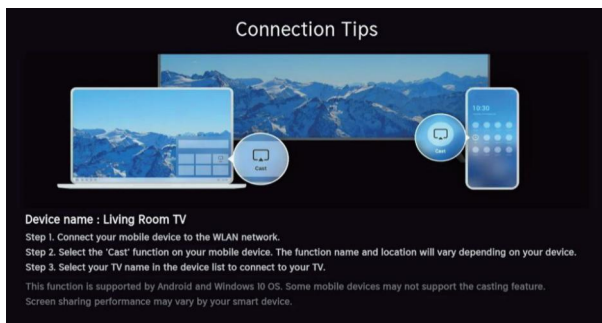 Connection Tips
10:30
Cast
Cast
Device name : Living Room TV
Step 1. Connect your mobile device to the WLAN network.
Step 2. Select the 'Cast' function on your mobile device. The function name and location will vary depending on your device.
Step 3. Select your TV name in the device list to connect to your TV.
This function is supported by Android and Windows 10 OS. Some mobile devices may not support the casting feature.
Screen sharing performance may vary by your smart device.